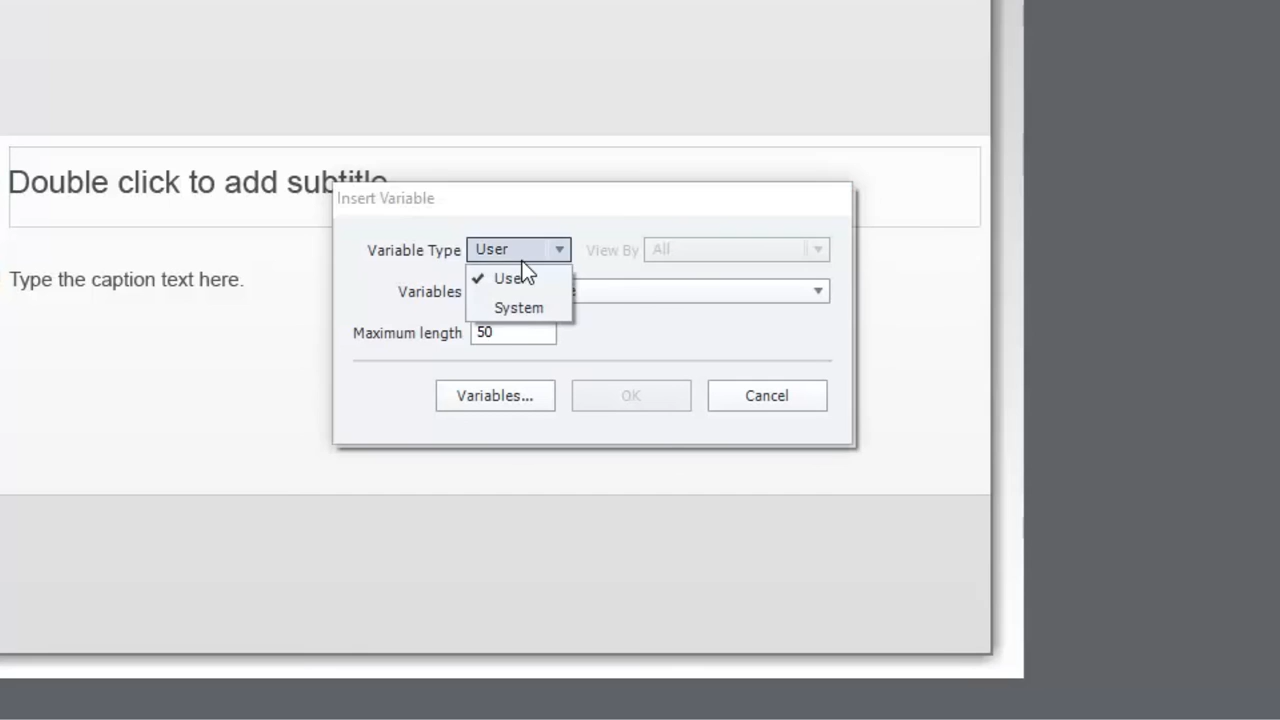 Double click to add subtitle
Insert Variable
Variable Type User View By All
User
Type the caption text here.
Variables
System
Maximum length 50
Variables... OK Cancel